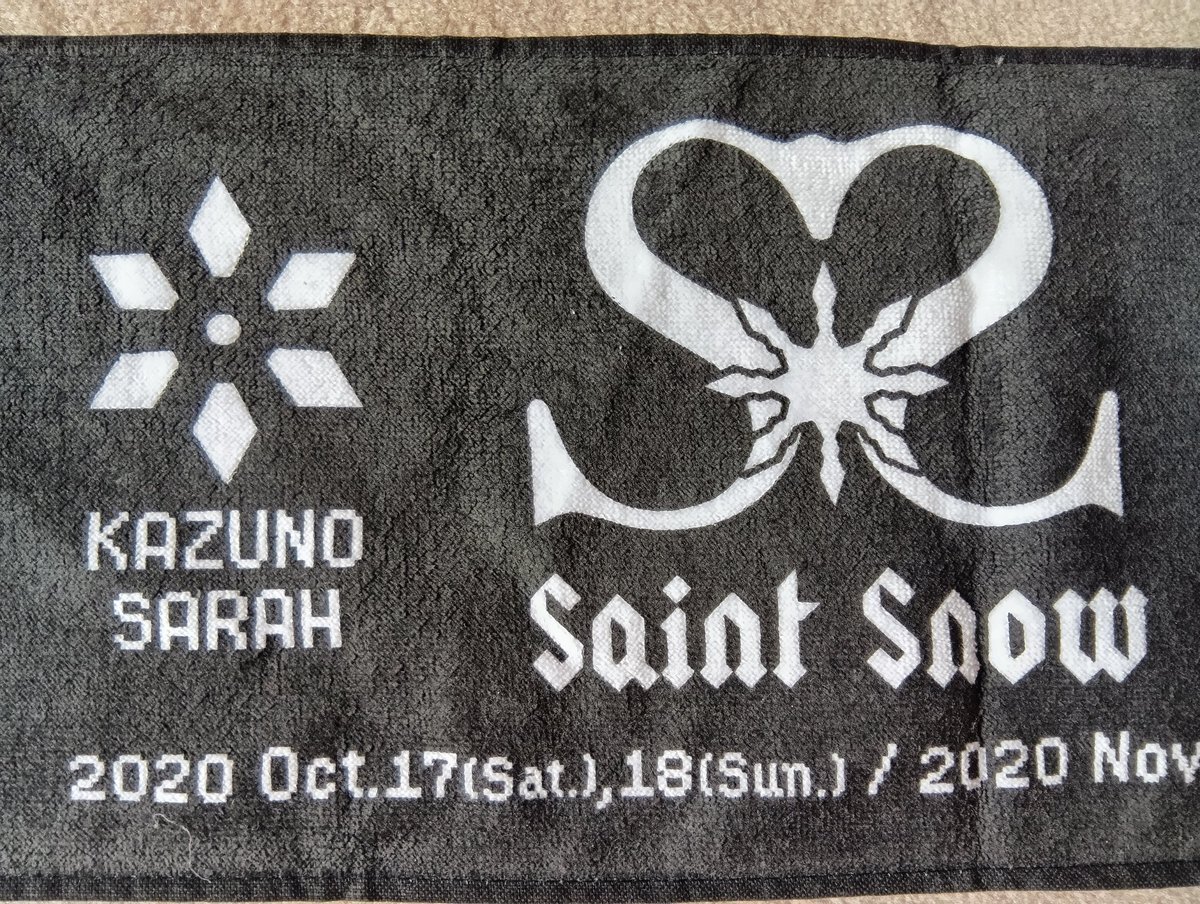 KAZUNO
SARAH
Saint Snow
2020 Oct.17(Sat.),18(Sun.) / 2020 Nov